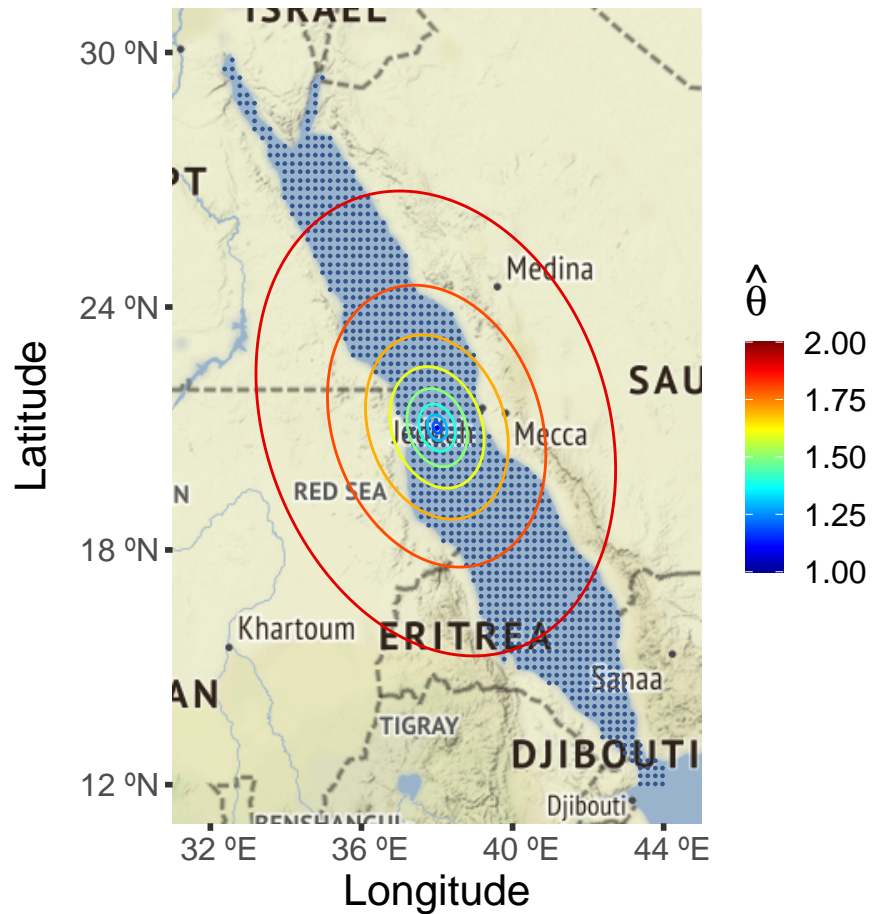 ISRAEL
30 ºN
PT
Medina
θ̂
24 ºN
2.00
SAU
1.75
Jeddah
Mecca
1.50
Latitude
N
RED SEA
1.25
18 ºN
1.00
Khartoum
ERITREA
AN
Sanaa
TIGRAY
DJIBOUTI
12 ºN
Djibouti
BENSHANGUL
32 ºE
36 ºE
40 ºE
44 ºE
Longitude